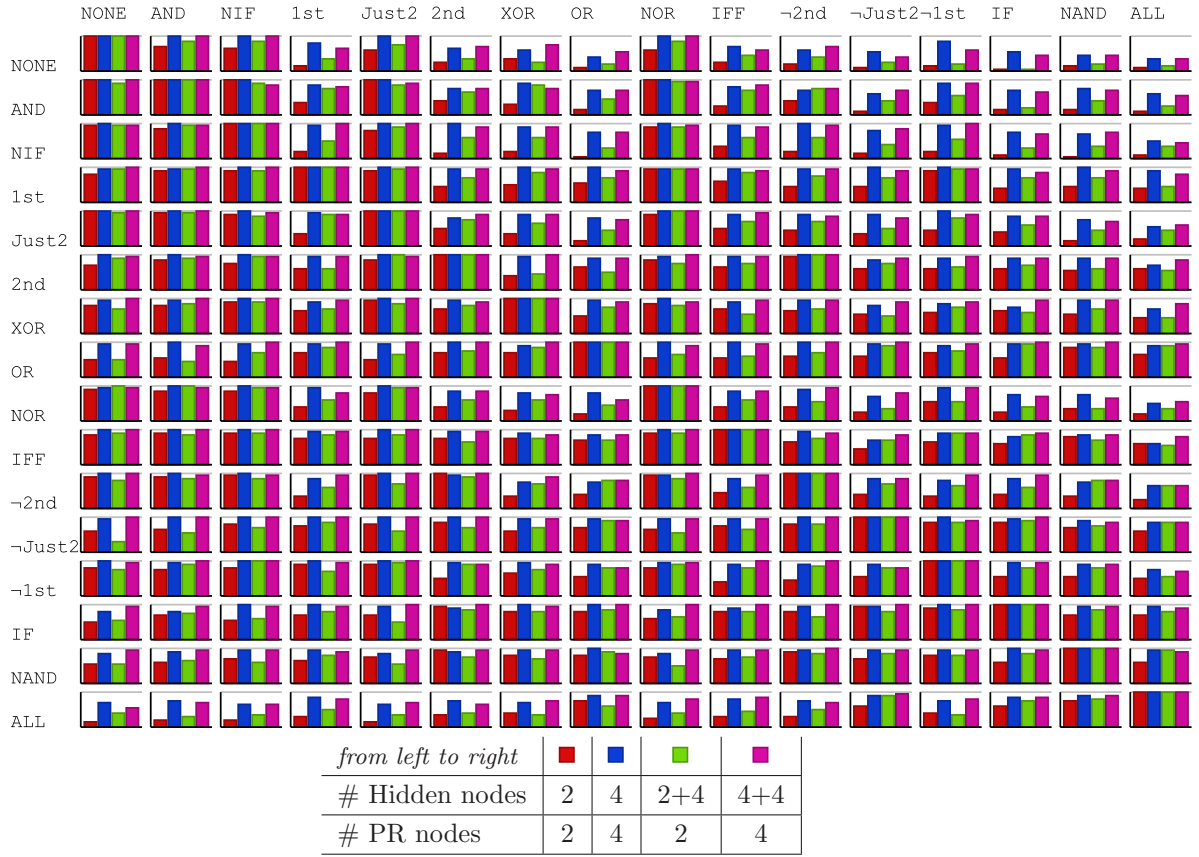 NONE AND NIF 1st Just2 2nd XOR OR NOR IFF ¬2nd ¬Just2 ¬1st IF NAND ALL
NONE
AND
NIF
1st
Just2
2nd
XOR
OR
NOR
IFF
¬2nd
¬Just2
¬1st
IF
NAND
ALL
from left to right
# Hidden nodes 2 4 2+4 4+4
# PR nodes 2 4 2 4